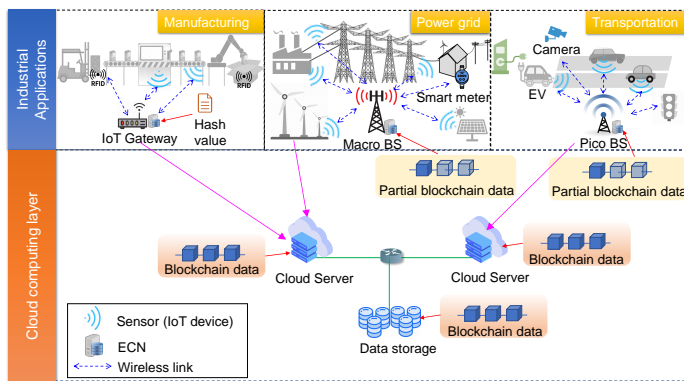 Manufacturing
Power grid
Transportation
Industrial
Applications
RFID
RFID
IoT Gateway
Hash
value
Smart meter
Macro BS
Camera
EV
Pico BS
Partial blockchain data
Partial blockchain data
Cloud computing layer
Blockchain data
Cloud Server
Cloud Server
Blockchain data
Blockchain data
Data storage
Sensor (IoT device)
ECN
Wireless link